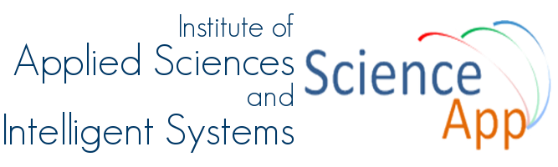 Institute of
Applied Sciences
and
Intelligent Systems
Science
App